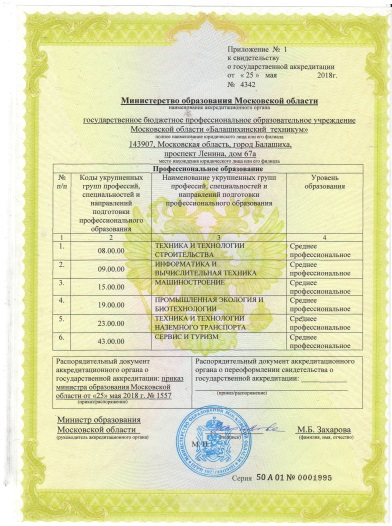 Приложение № 1
к свидетельству
о государственной аккредитации
от « 25 » мая 2018г.
№ 4342
Министерство образования Московской области
наименование аккредитационного органа
государственное бюджетное профессиональное образовательное учреждение
Московской области «Балашихинский техникум»
полное наименование юридического лица или его филиала
143907, Московская область, город Балашиха,
проспект Ленина, дом 67а
место нахождения юридического лица или его филиала
Профессиональное образование
№ п/п
Коды укрупненных групп профессий, специальностей и направлений подготовки профессионального образования
Наименование укрупненных групп профессий, специальностей и направлений подготовки профессионального образования
Уровень образования
1 2 3 4
1. 08.00.00 ТЕХНИКА И ТЕХНОЛОГИИ СТРОИТЕЛЬСТВА Среднее профессиональное
2. 09.00.00 ИНФОРМАТИКА И ВЫЧИСЛИТЕЛЬНАЯ ТЕХНИКА Среднее профессиональное
3. 15.00.00 МАШИНОСТРОЕНИЕ Среднее профессиональное
4. 19.00.00 ПРОМЫШЛЕННАЯ ЭКОЛОГИЯ И БИОТЕХНОЛОГИИ Среднее профессиональное
5. 23.00.00 ТЕХНИКА И ТЕХНОЛОГИИ НАЗЕМНОГО ТРАНСПОРТА Среднее профессиональное
6. 43.00.00 СЕРВИС И ТУРИЗМ Среднее профессиональное
Распорядительный документ
аккредитационного органа о
государственной аккредитации: приказ
министра образования Московской
области от «25» мая 2018 г. № 1557
(приказ/распоряжение)
Распорядительный документ аккредитационного
органа о переоформлении свидетельства о
государственной аккредитации:
(приказ/распоряжение)
Министр образования
Московской области
(руководитель аккредитационного органа)
М.П.
(подпись)
М.Б. Захарова
(фамилия, имя, отчество)
Серия 50 А 01 № 0001995